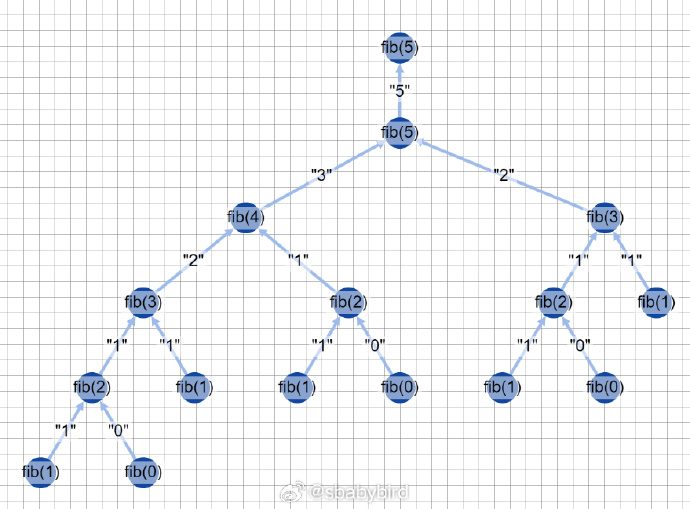 fib(5)
"5"
fib(5)
"3" "2"
fib(4) fib(3)
"2" "1" "1" "1"
fib(3) fib(2) fib(2) fib(1)
"1" "1" "1" "0" "1" "0"
fib(2) fib(1) fib(1) fib(0) fib(1) fib(0)
"1" "0"
fib(1) fib(0)
@sbabybird